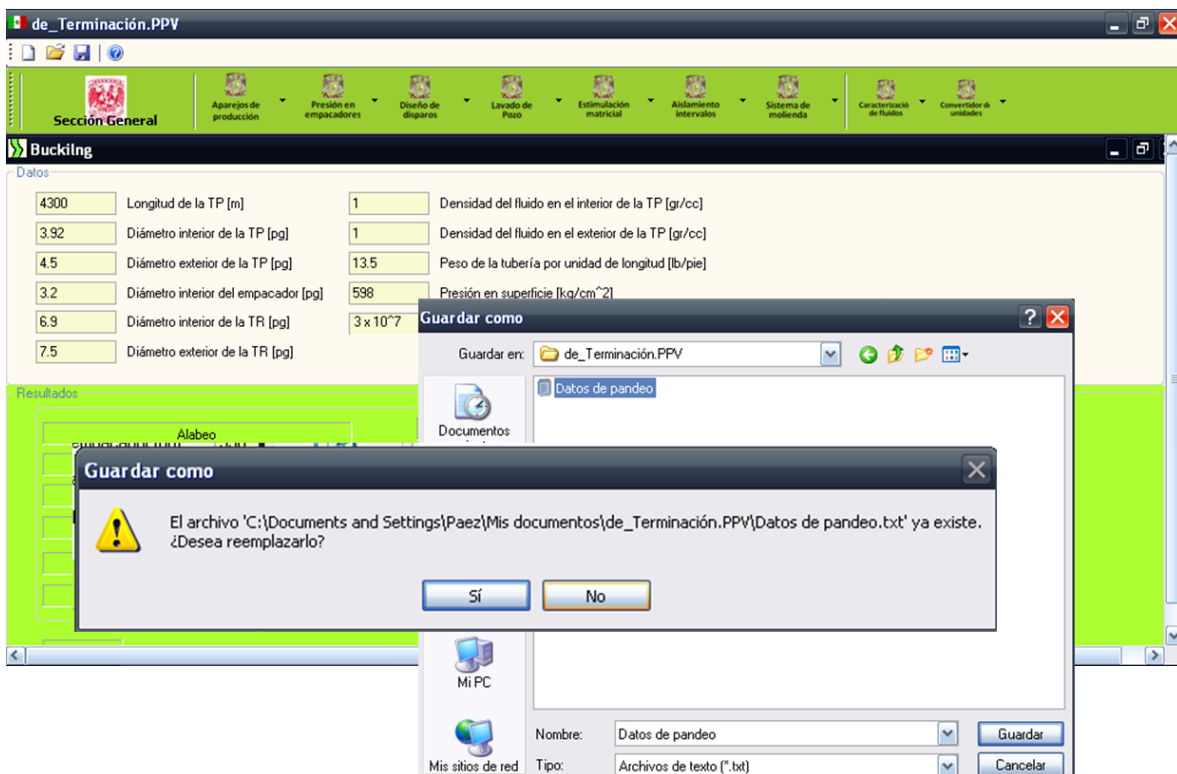 de_Terminación.PPV
Sección General
Aparejos de
producción
Presión en
empacadores
Diseño de
disparos
Lavado de
Pozo
Estimulación
matricial
Aislamiento
intervalos
Sistema de
molienda
Caracterizació
de fluidos
Convertidor d
unidades
Buckilng
Datos
4300 Longitud de la TP [m] 1 Densidad del fluido en el interior de la TP [gr/cc]
3.92 Diámetro interior de la TP [pg] 1 Densidad del fluido en el exterior de la TP [gr/cc]
4.5 Diámetro exterior de la TP [pg] 13.5 Peso de la tubería por unidad de longitud [lb/pie]
3.2 Diámetro interior del empacador [pg] 598 Presión en superficie [kg/cm^2]
6.9 Diámetro interior de la TR [pg] 3 x 10^7
7.5 Diámetro exterior de la TR [pg]
Guardar como
Guardar en: de_Terminación.PPV
Datos de pandeo
Documentos
Resultados
Alabeo
Guardar como
El archivo 'C:\Documents and Settings\Paez\Mis documentos\de_Terminación.PPV\Datos de pandeo.txt' ya existe.
¿Desea reemplazarlo?
Sí No
Mi PC
Mis sitios de red
Nombre: Datos de pandeo Guardar
Tipo: Archivos de texto (*.txt) Cancelar